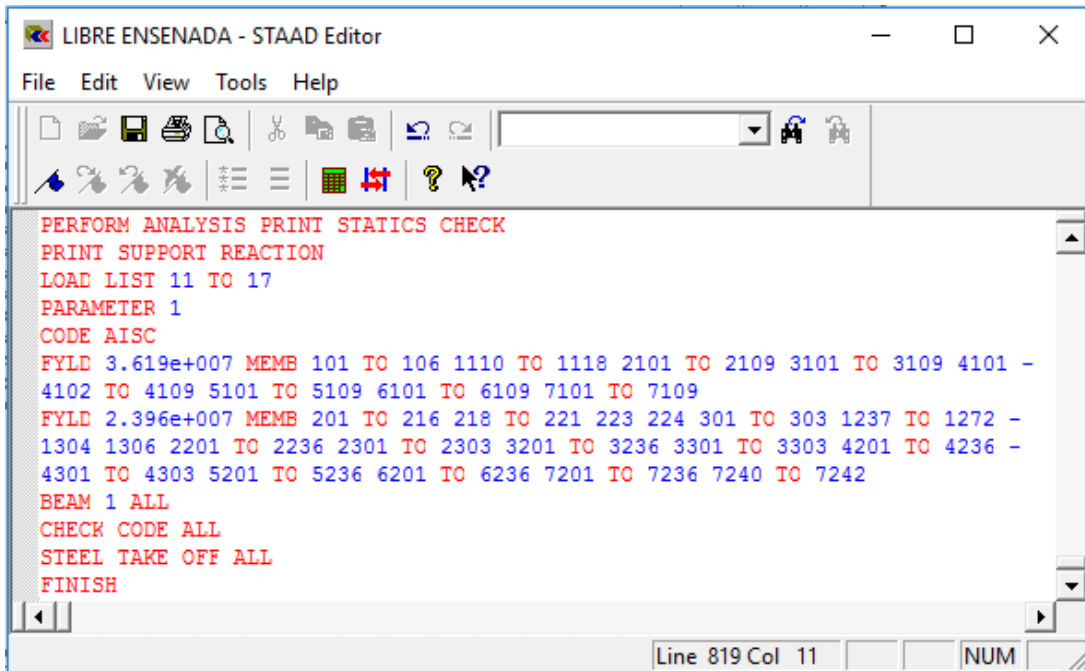 LIBRE ENSENADA - STAAD Editor
File Edit View Tools Help
PERFORM ANALYSIS PRINT STATICS CHECK
PRINT SUPPORT REACTION
LOAD LIST 11 TO 17
PARAMETER 1
CODE AISC
FYLD 3.619e+007 MEMB 101 TO 106 1110 TO 1118 2101 TO 2109 3101 TO 3109 4101 -
4102 TO 4109 5101 TO 5109 6101 TO 6109 7101 TO 7109
FYLD 2.396e+007 MEMB 201 TO 216 218 TO 221 223 224 301 TO 303 1237 TO 1272 -
1304 1306 2201 TO 2236 2301 TO 2303 3201 TO 3236 3301 TO 3303 4201 TO 4236 -
4301 TO 4303 5201 TO 5236 6201 TO 6236 7201 TO 7236 7240 TO 7242
BEAM 1 ALL
CHECK CODE ALL
STEEL TAKE OFF ALL
FINISH
Line 819 Col 11 NUM